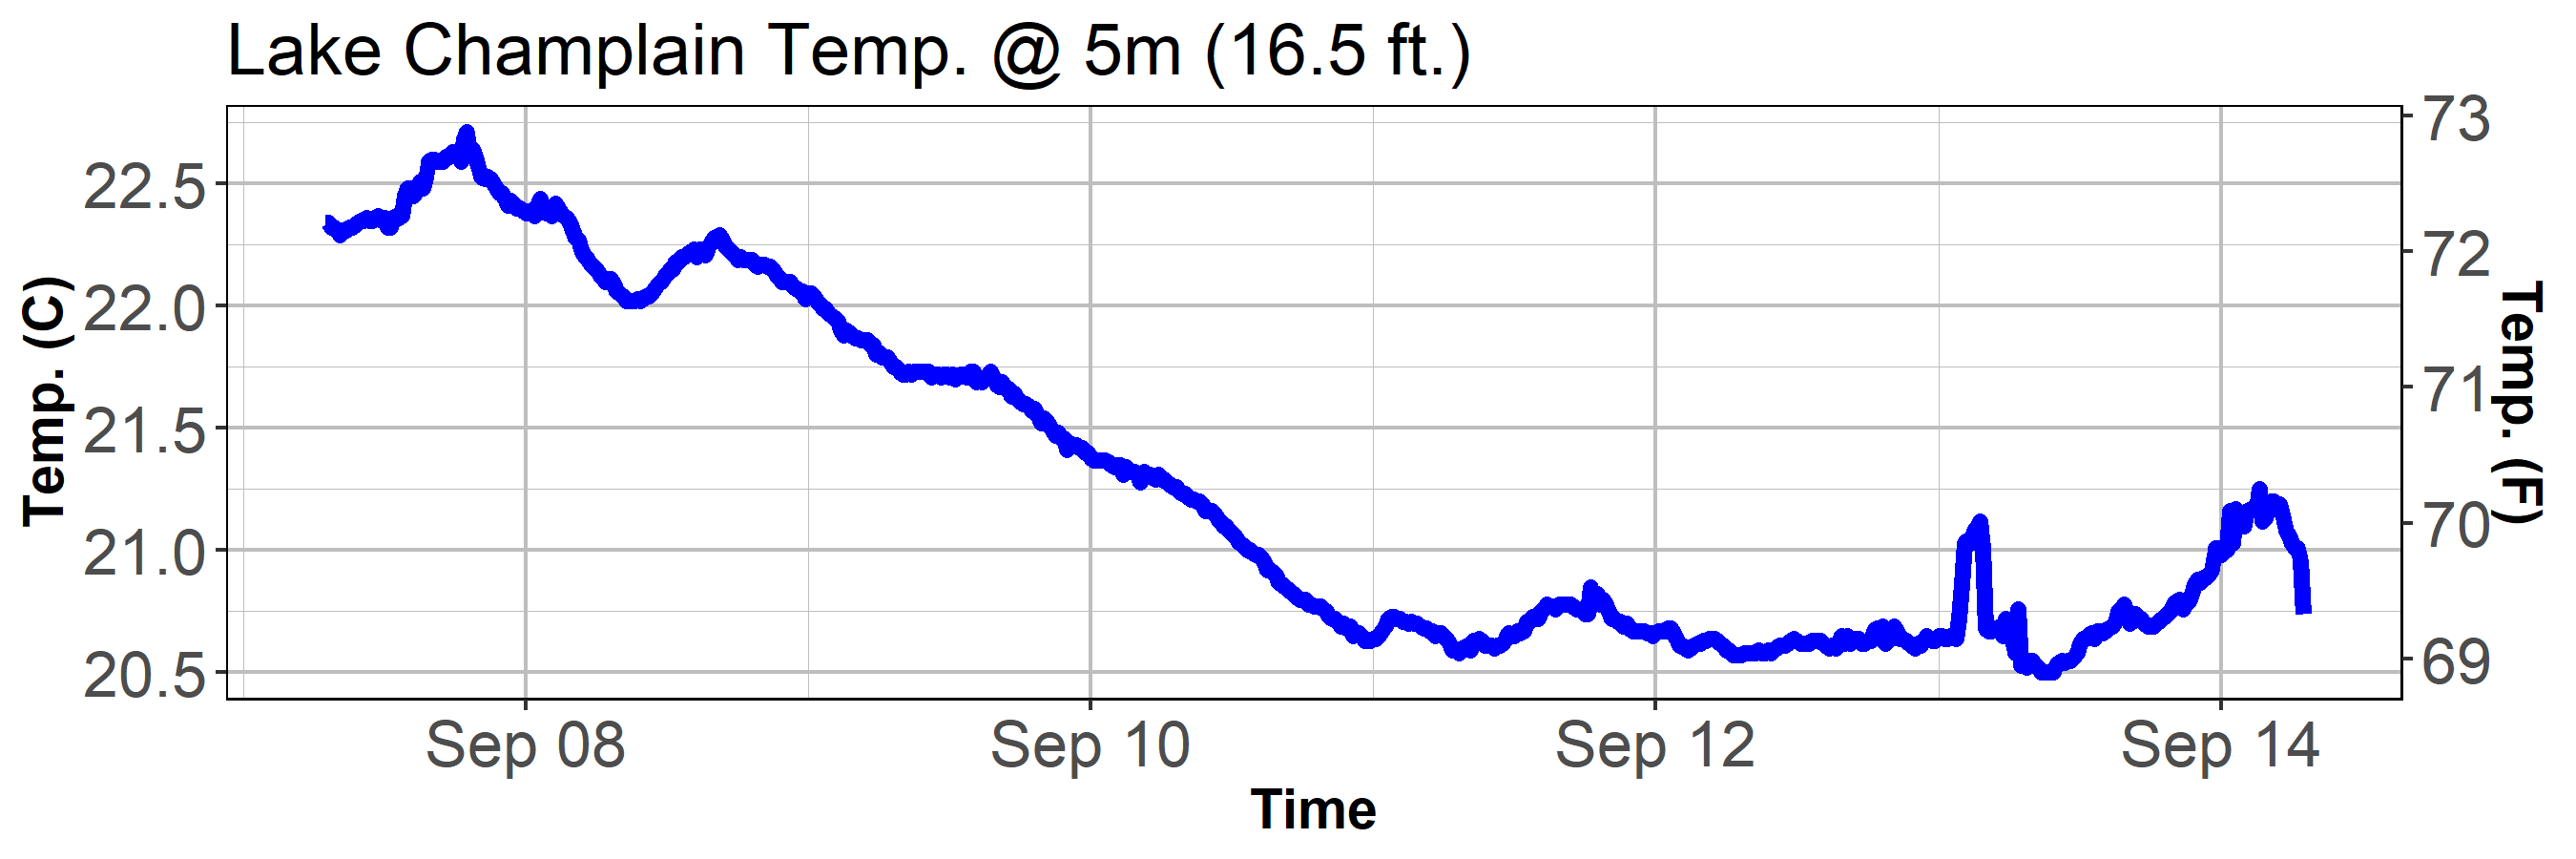 Lake Champlain Temp. @ 5m (16.5 ft.)
Temp. (C)
22.5
22.0
21.5
21.0
20.5
73
72
71
70
69
Temp. (F)
Sep 08 Sep 10 Sep 12 Sep 14
Time